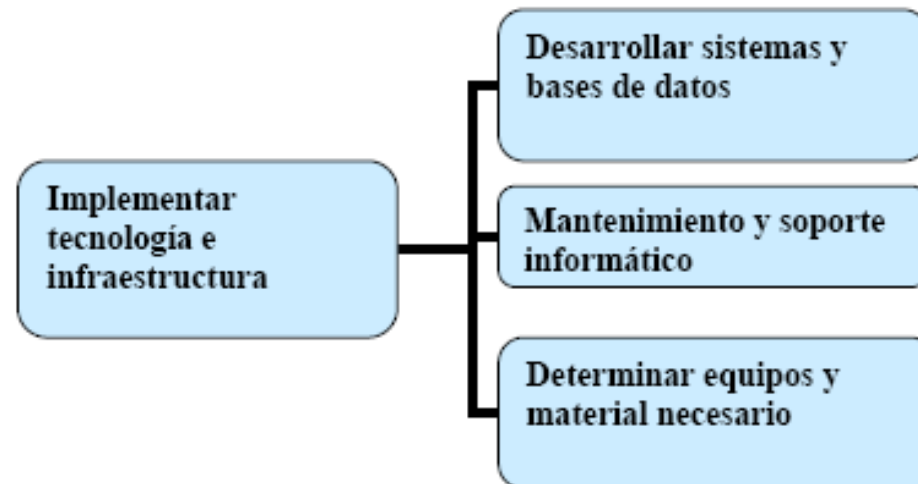 Implementar
tecnología e
infraestructura
Desarrollar sistemas y
bases de datos
Mantenimiento y soporte
informático
Determinar equipos y
material necesario